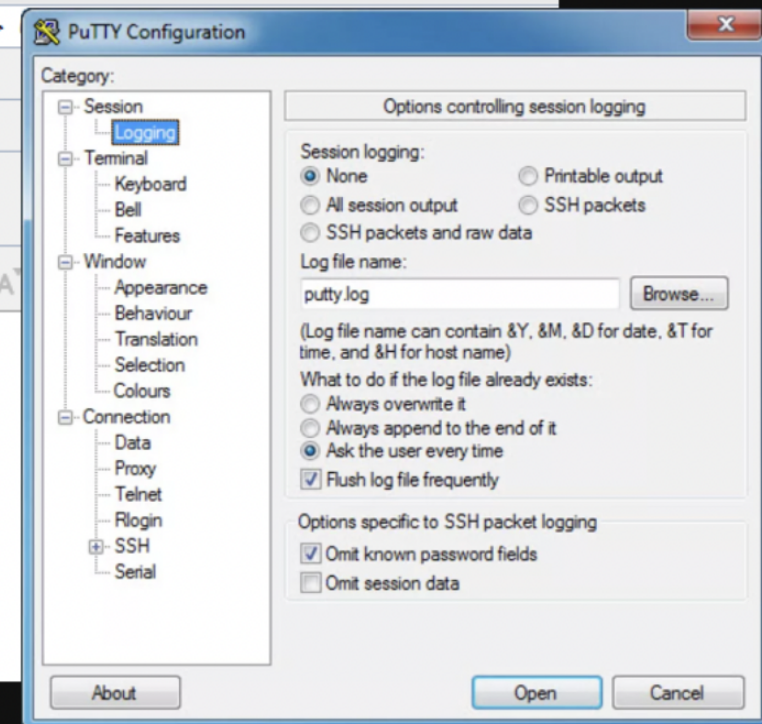 PuTTY Configuration
Category:
Session
Logging
Terminal
Keyboard
Bell
Features
Window
Appearance
Behaviour
Translation
Selection
Colours
Connection
Data
Proxy
Telnet
Rlogin
SSH
Serial
Options controlling session logging
Session logging:
None
Printable output
All session output
SSH packets
SSH packets and raw data
Log file name:
putty.log
Browse...
(Log file name can contain &Y, &M, &D for date, &T for
time, and &H for host name)
What to do if the log file already exists:
Always overwrite it
Always append to the end of it
Ask the user every time
Flush log file frequently
Options specific to SSH packet logging
Omit known password fields
Omit session data
About
Open
Cancel